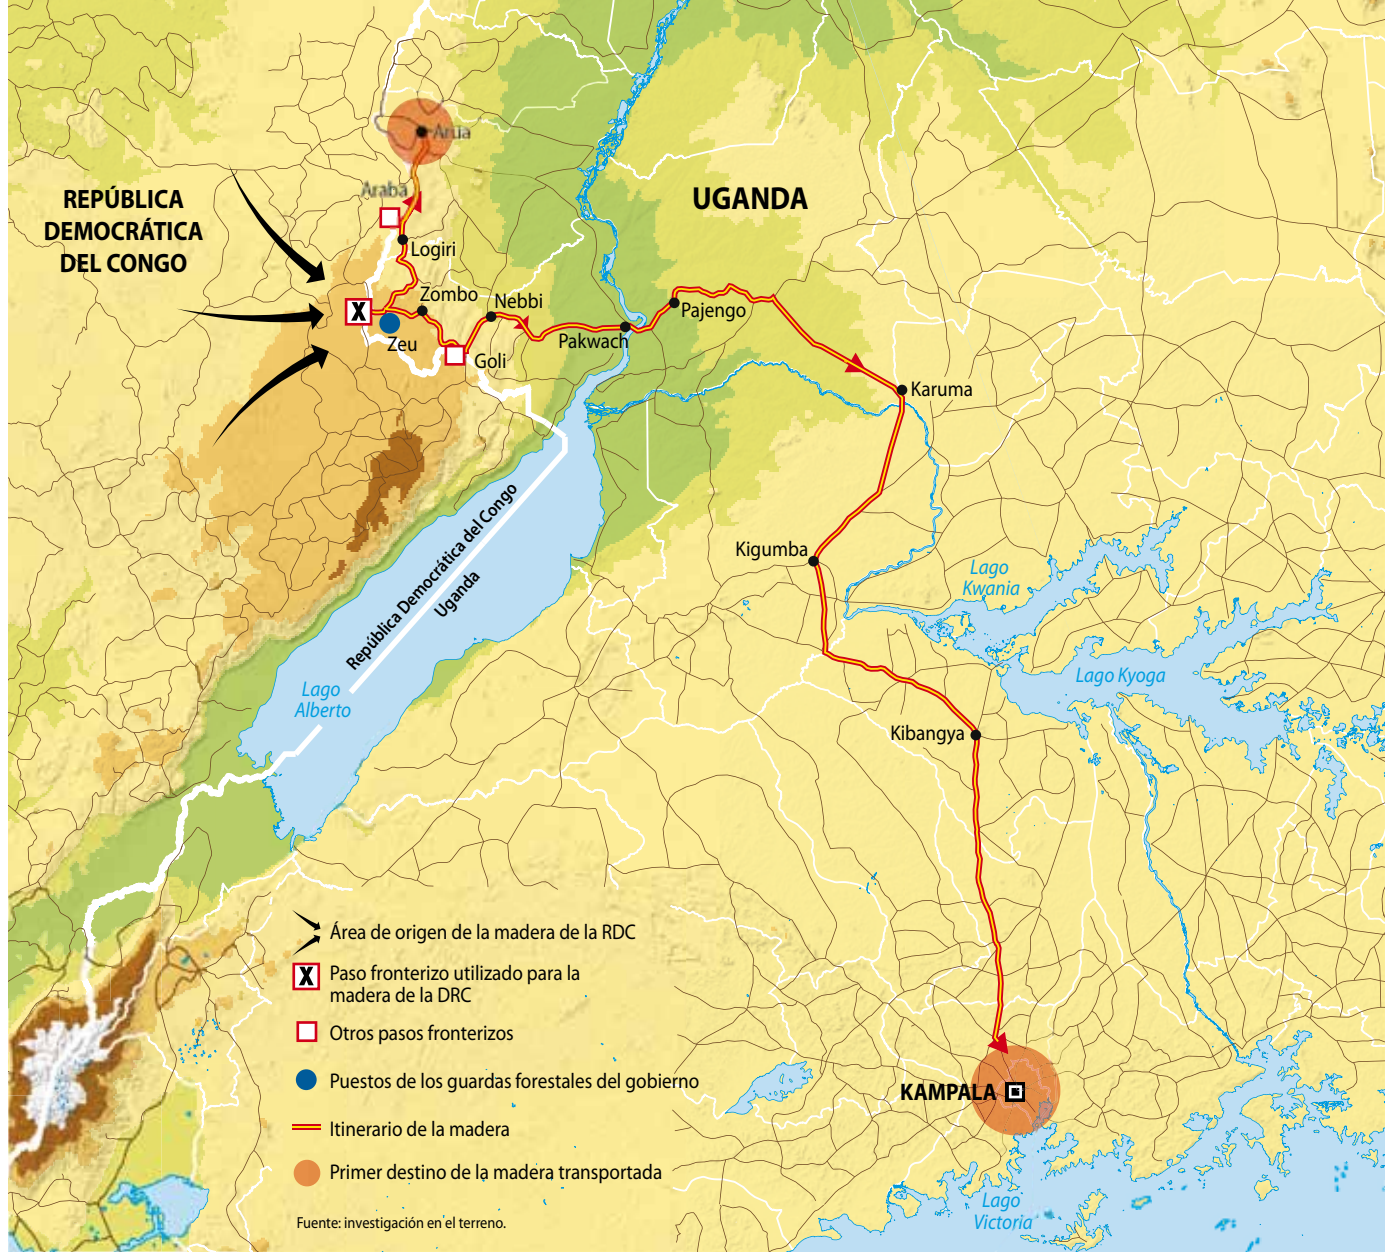 Arua
Araba
REPÚBLICA
DEMOCRÁTICA
DEL CONGO
UGANDA
Logiri
Zombo
Nebbi
Pajengo
X
Zeu
Goli
Pakwach
Karuma
República Democrática del Congo
Uganda
Kigumba
Lago
Kwania
Lago
Alberto
Lago Kyoga
Kibangya
Área de origen de la madera de la RDC
X
Paso fronterizo utilizado para la
madera de la DRC
Otros pasos fronterizos
Puestos de los guardas forestales del gobierno
KAMPALA
Itinerario de la madera
Primer destino de la madera transportada
Lago
Victoria
Fuente: investigación en el terreno.